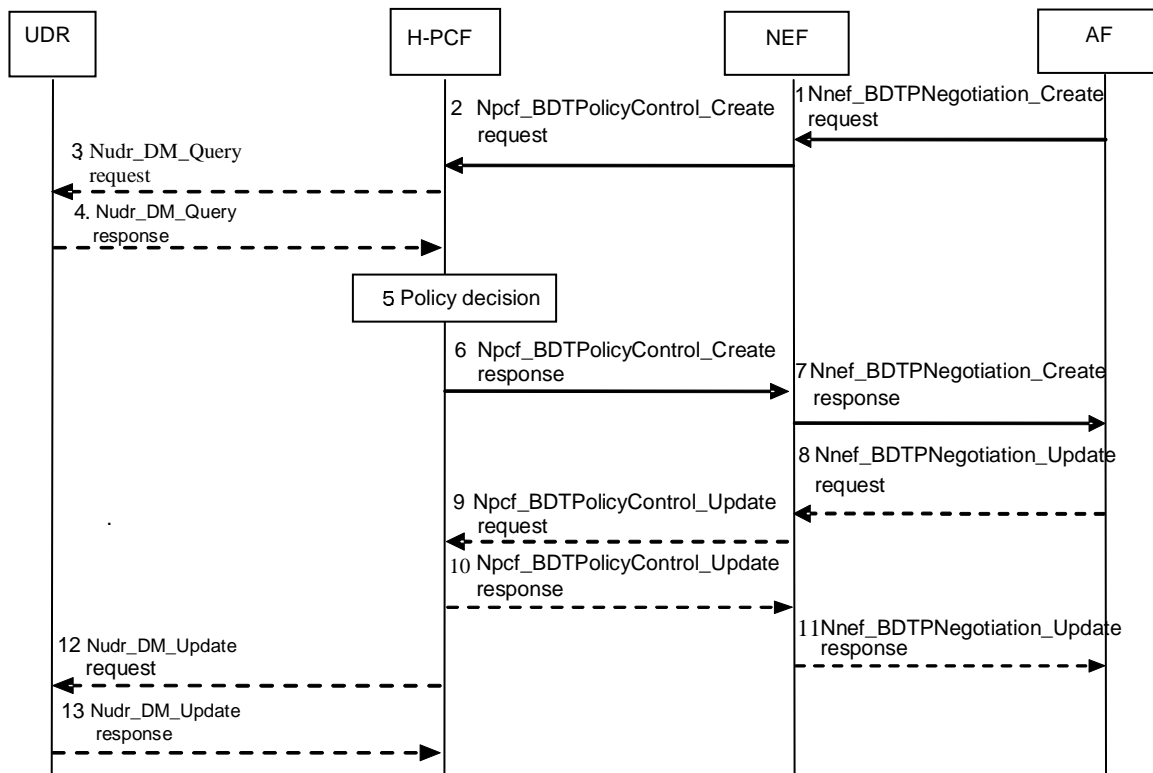 UDR
H-PCF
NEF
AF
1 Nnef_BDTPNegotiation_Create
request
2 Npcf_BDTPolicyControl_Create
request
3. Nudr_DM_Query
request
4. Nudr_DM_Query
response
5 Policy decision
6 Npcf_BDTPolicyControl_Create
response
7 Nnef_BDTPNegotiation_Create
response
8 Nnef_BDTPNegotiation_Update
request
9 Npcf_BDTPolicyControl_Update
request
10 Npcf_BDTPolicyControl_Update
response
11 Nnef_BDTPNegotiation_Update
response
12 Nudr_DM_Update
request
13 Nudr_DM_Update
response